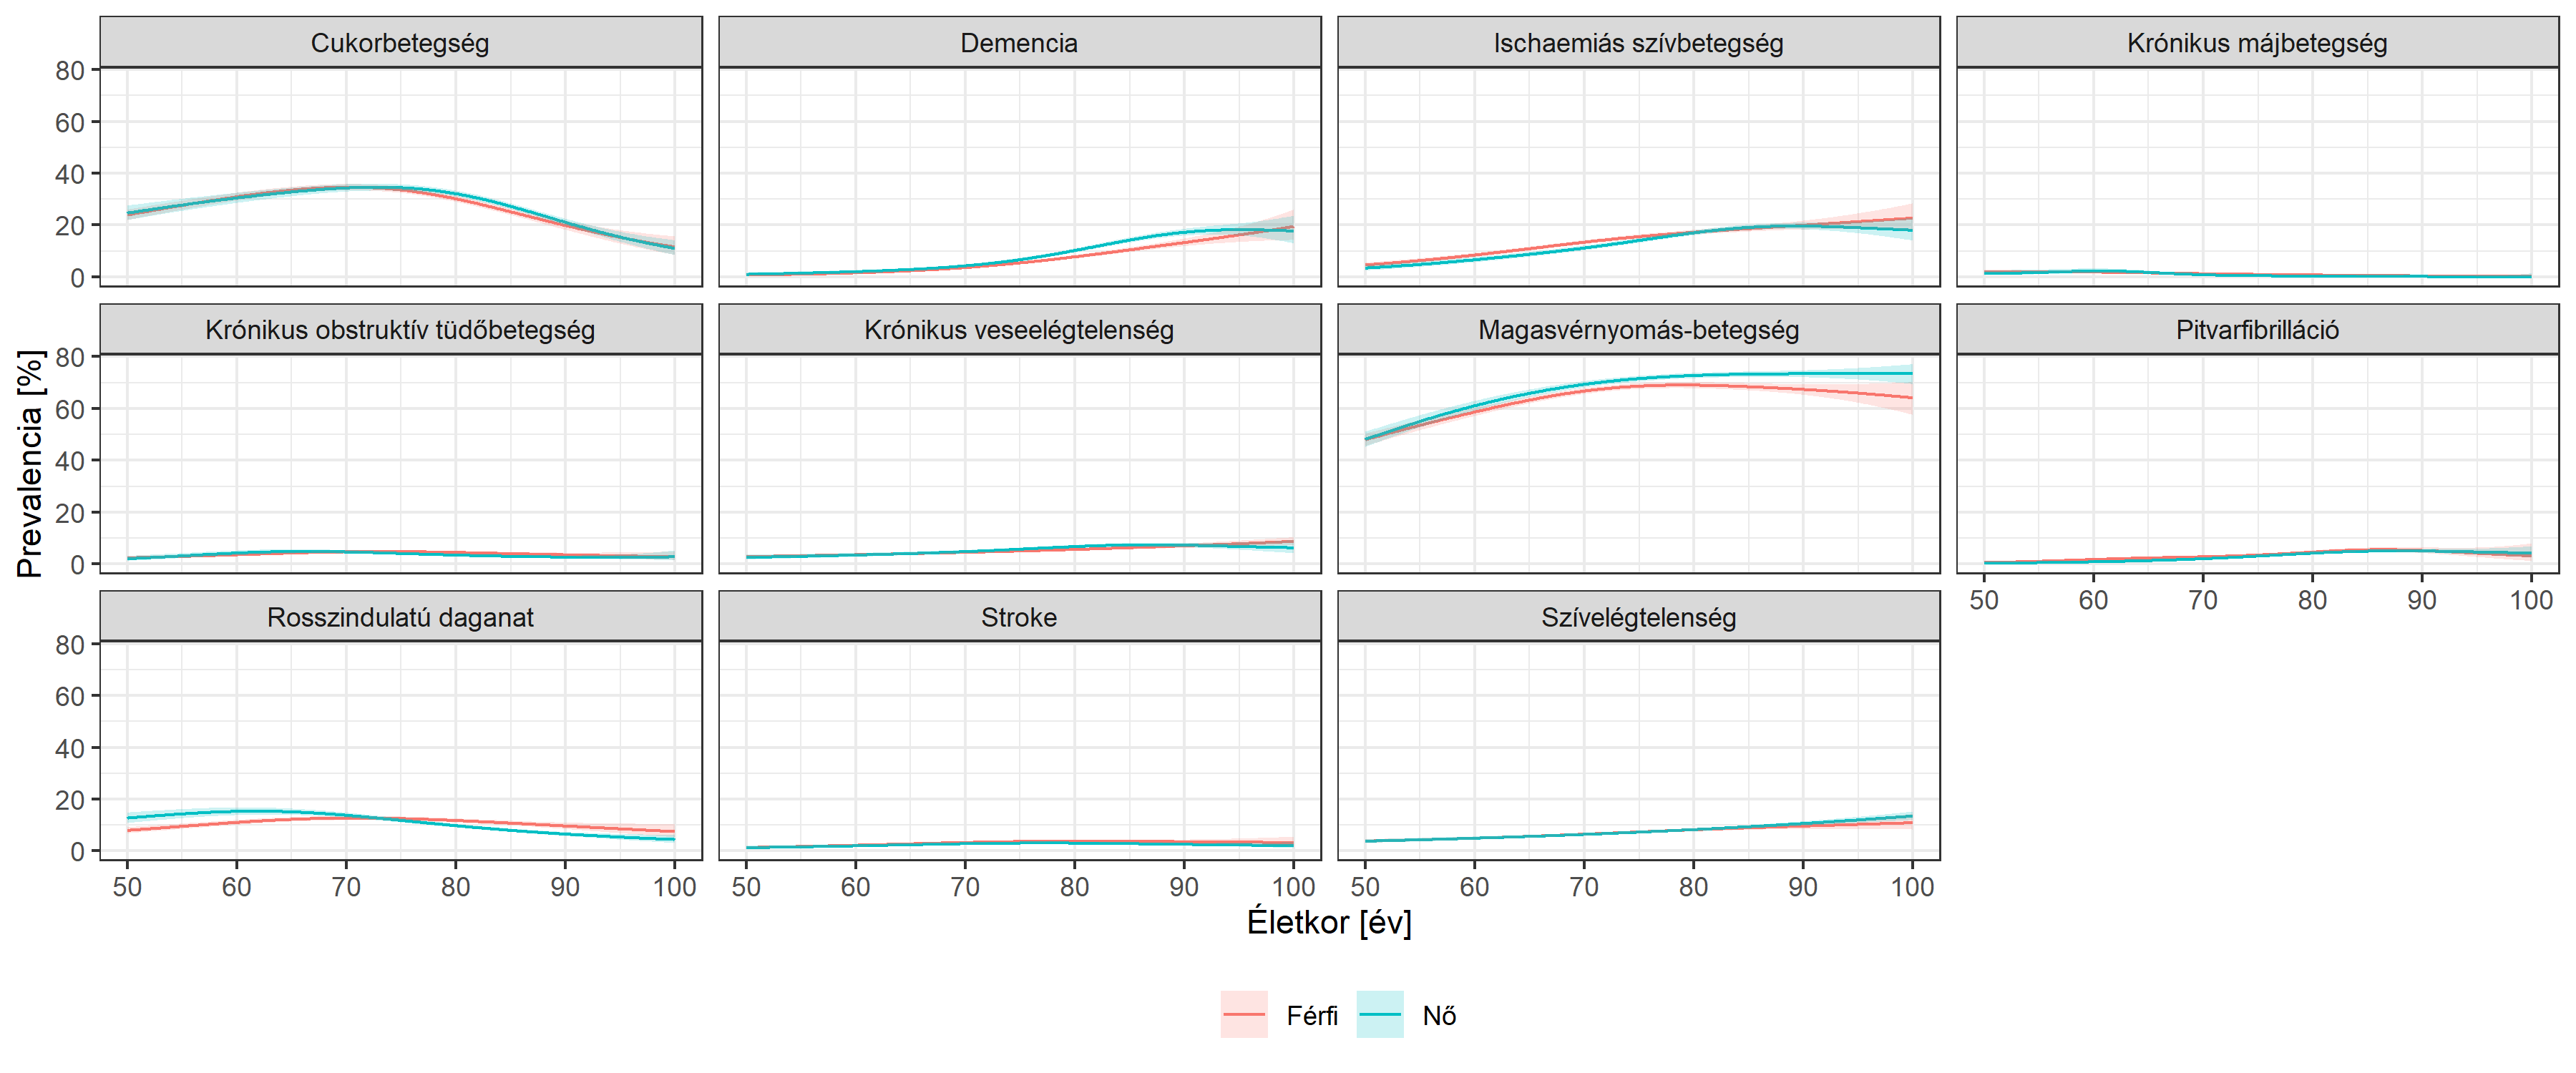 Cukorbetegség
Demencia
Ischaemiás szívbetegség
Krónikus májbetegség
80
60
40
20
0
Krónikus obstruktív tüdőbetegség
Krónikus veseelégtelenség
Magasvérnyomás-betegség
Pitvarfibrilláció
80
60
40
20
0
50 60 70 80 90 100
Rosszindulatú daganat
Stroke
Szívelégtelenség
80
60
40
20
0
50 60 70 80 90 100
50 60 70 80 90 100
50 60 70 80 90 100
Prevalencia [%]
Életkor [év]
Férfi
Nő